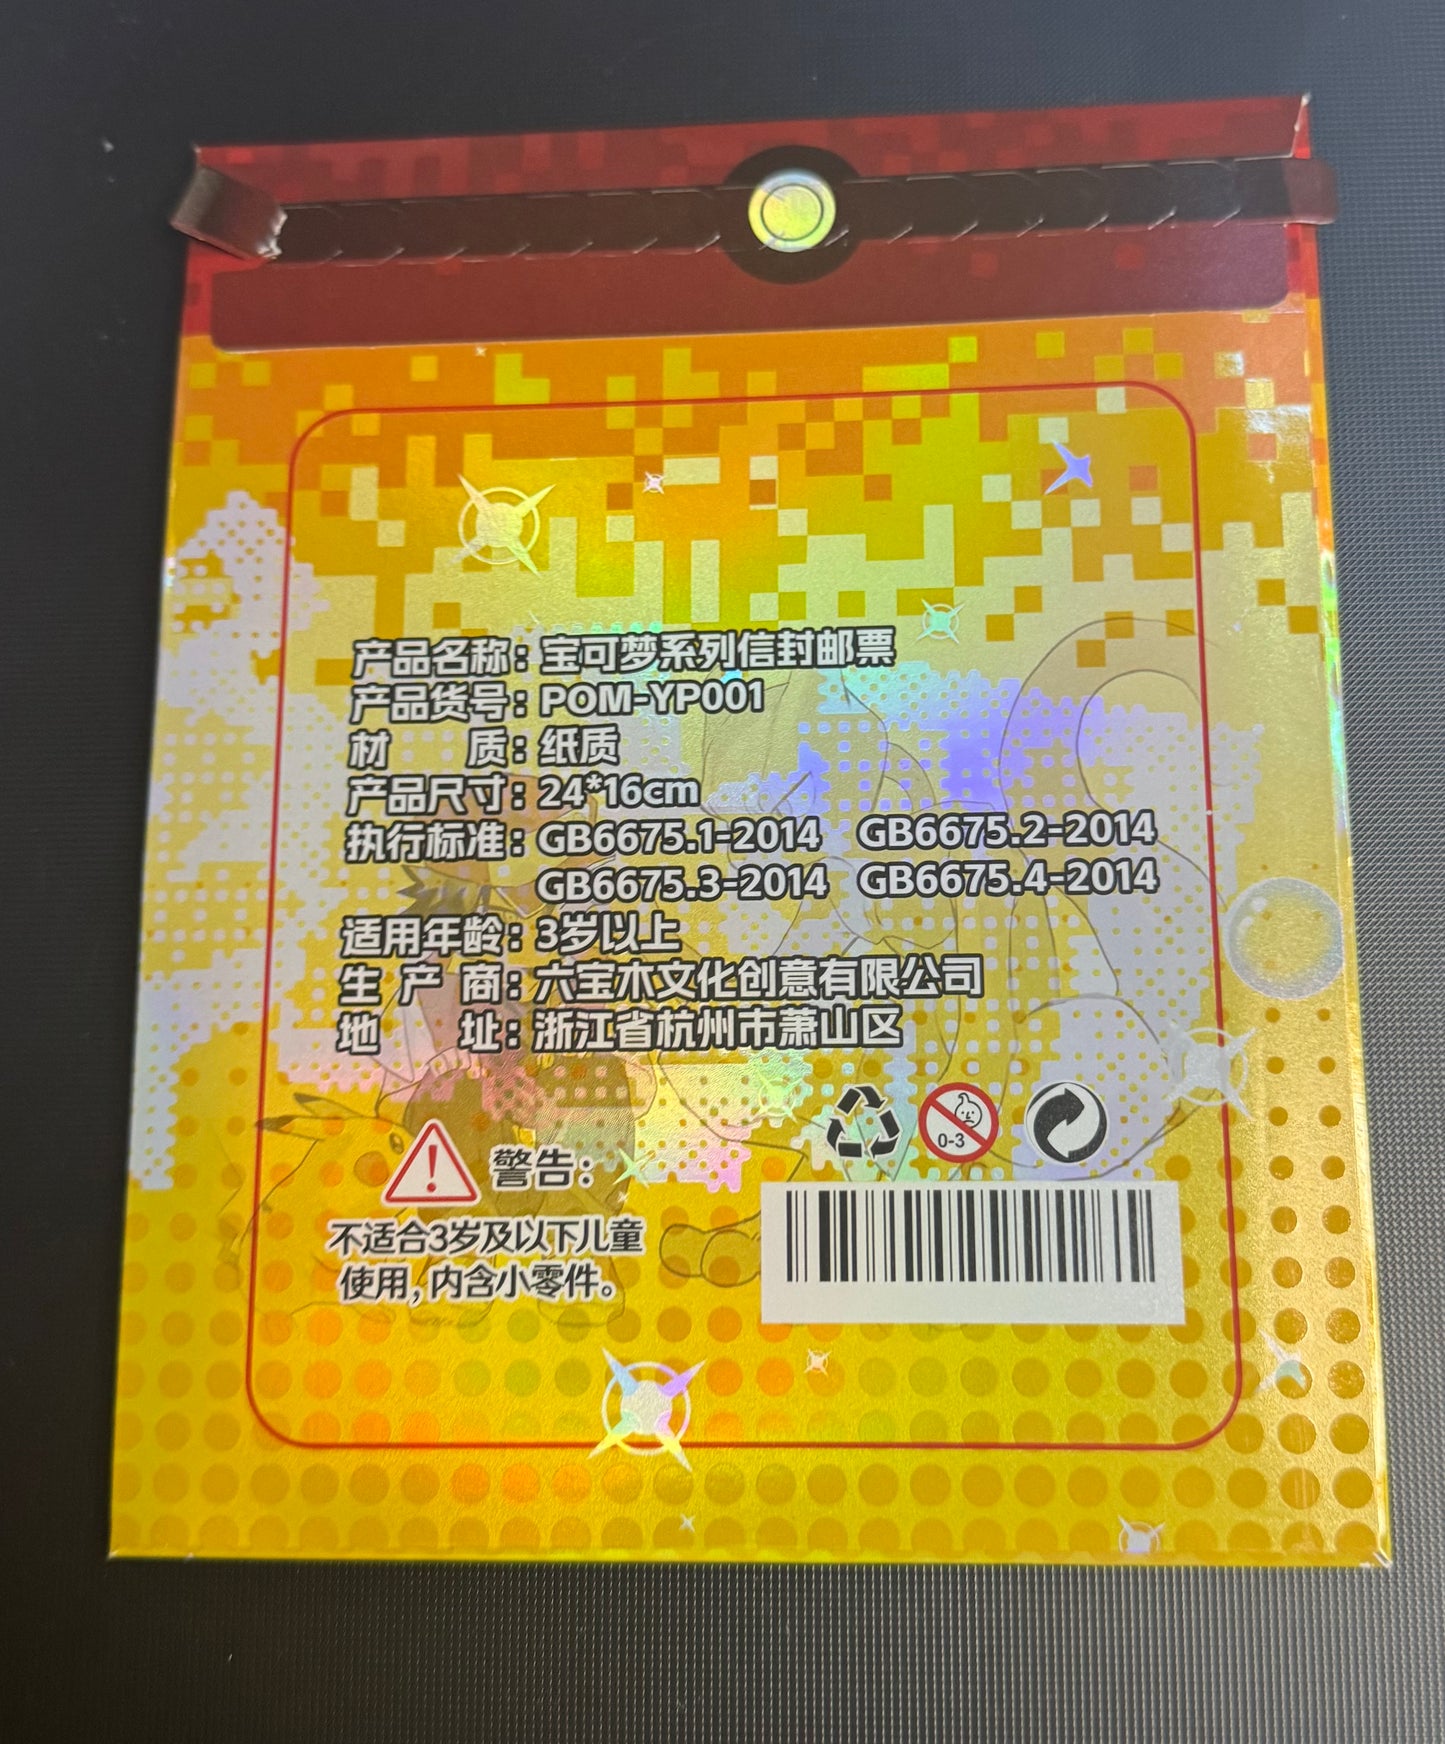 产品名称：宝可梦系列信封邮票
产品货号：POM-YP001
材 质：纸质
产品尺寸：24*16cm
执行标准：GB6675.1-2014 GB6675.2-2014
GB6675.3-2014 GB6675.4-2014
适用年龄：3岁以上
生产商：六宝木文化创意有限公司
地 址：浙江省杭州市萧山区
0-3
警告：
不适合3岁及以下儿童
使用，内含小零件。